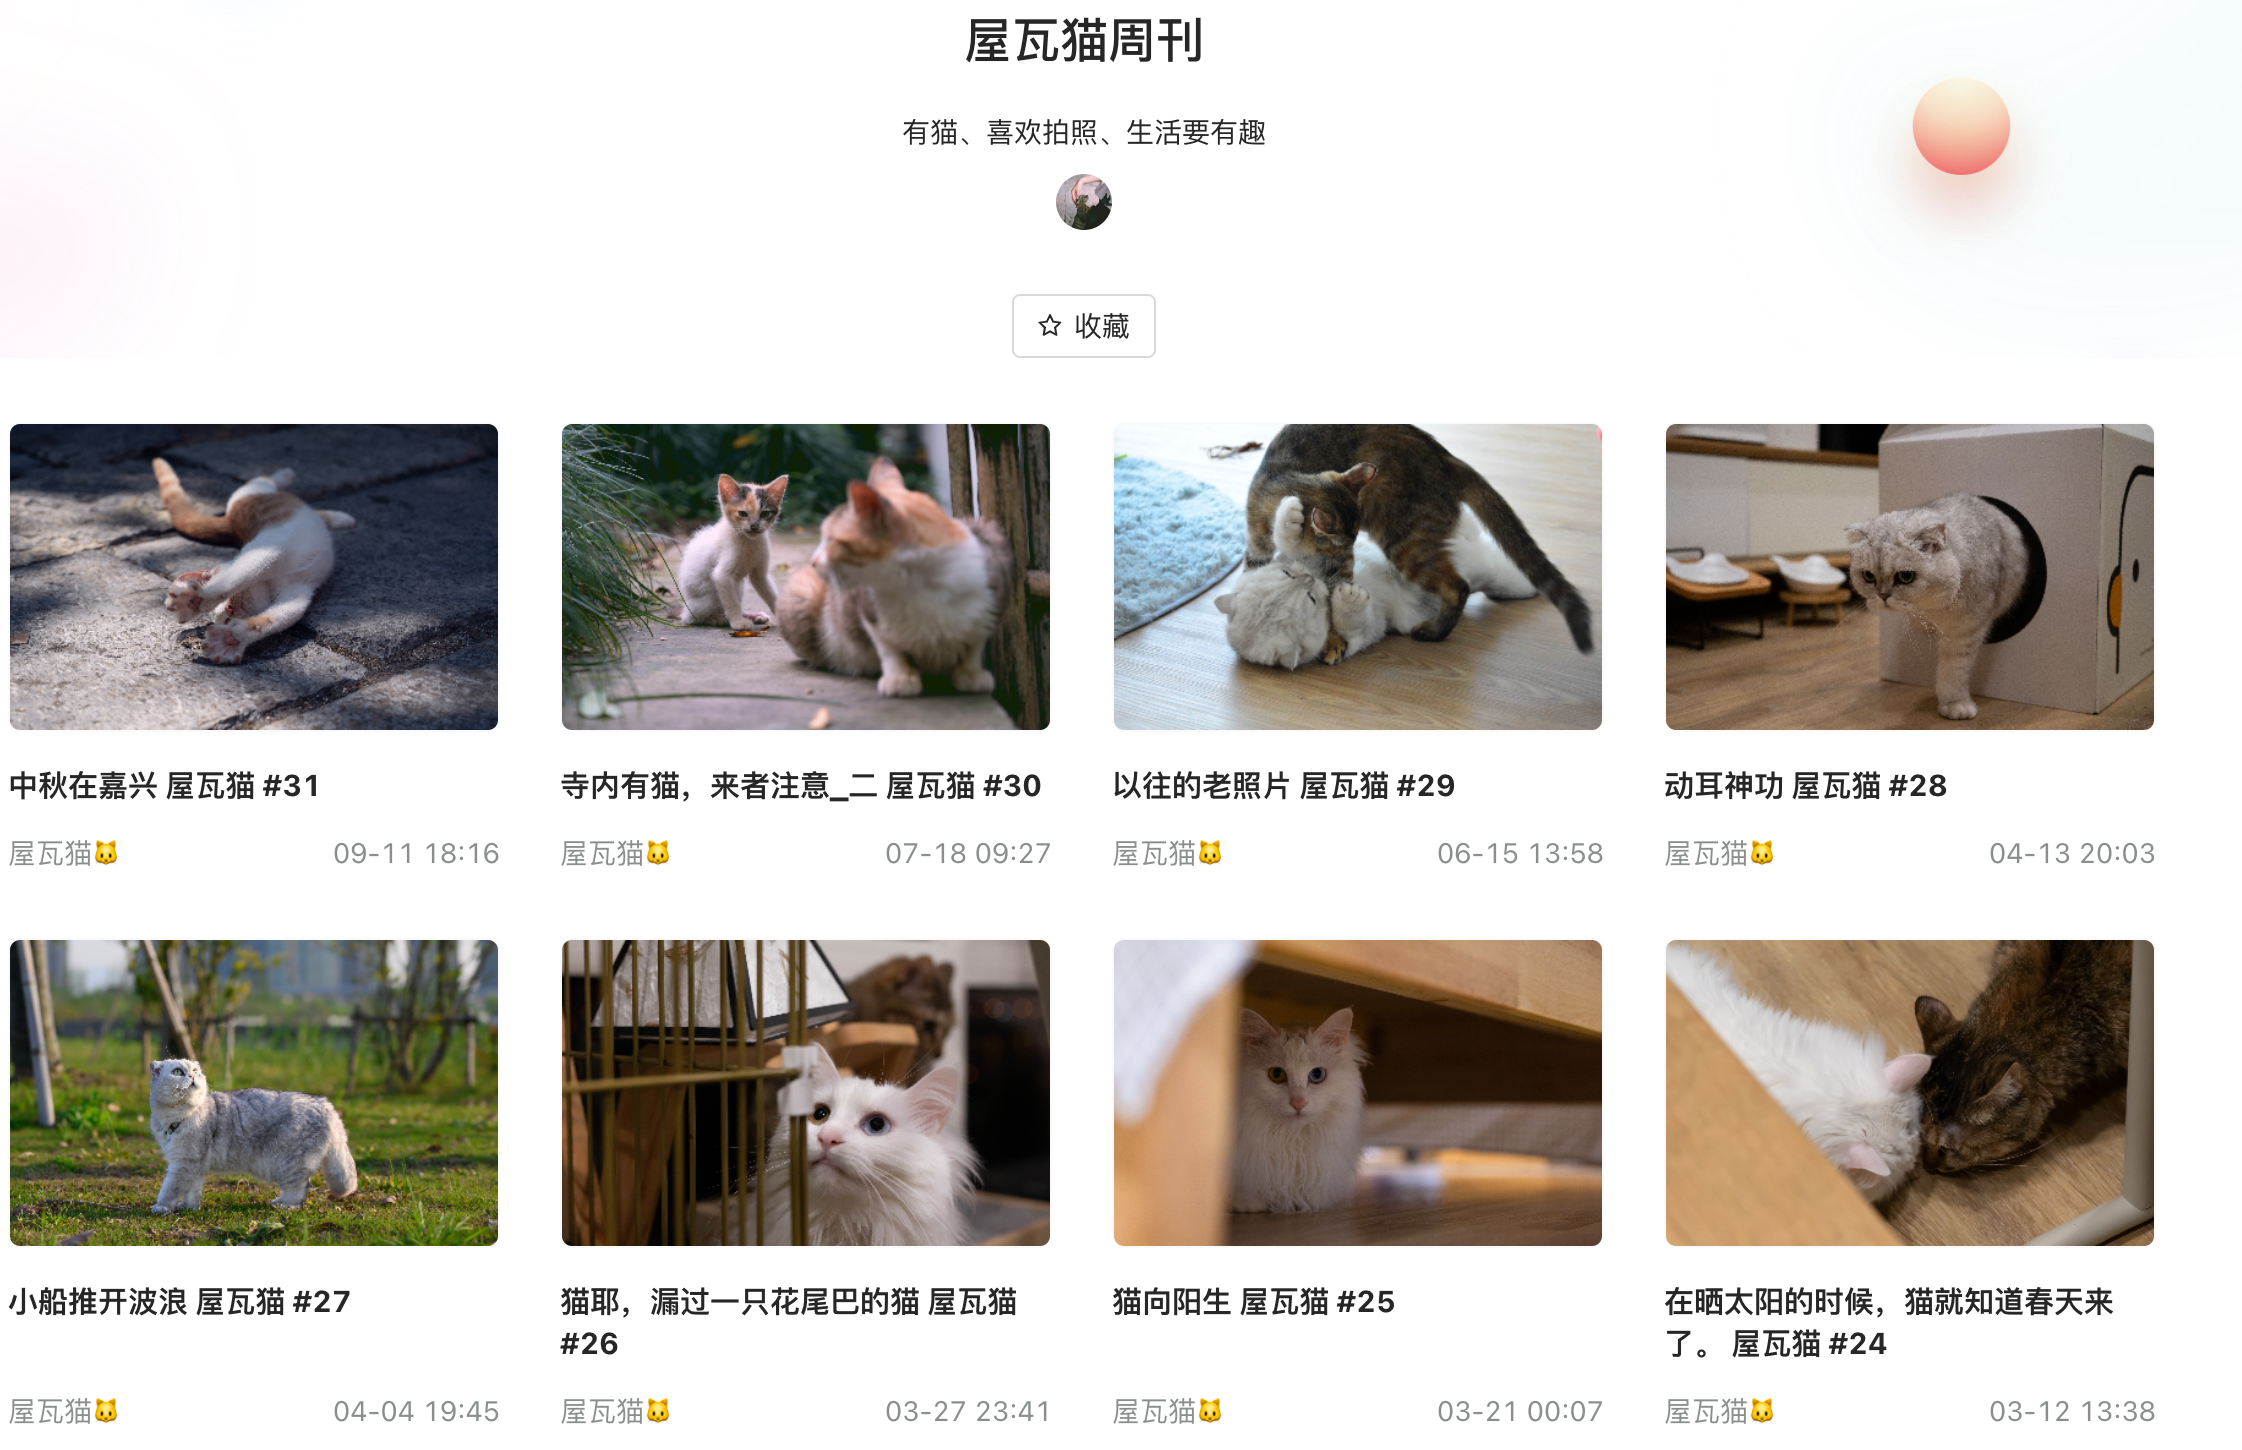 屋瓦猫周刊
有猫、喜欢拍照、生活要有趣
收藏
中秋在嘉兴 屋瓦猫 #31
屋瓦猫🐱 09-11 18:16
寺内有猫，来者注意_二 屋瓦猫 #30
屋瓦猫🐱 07-18 09:27
以往的老照片 屋瓦猫 #29
屋瓦猫🐱 06-15 13:58
动耳神功 屋瓦猫 #28
屋瓦猫🐱 04-13 20:03
小船推开波浪 屋瓦猫 #27
屋瓦猫🐱 04-04 19:45
猫耶，漏过一只花尾巴的猫 屋瓦猫
#26
屋瓦猫🐱 03-27 23:41
猫向阳生 屋瓦猫 #25
屋瓦猫🐱 03-21 00:07
在晒太阳的时候，猫就知道春天来
了。 屋瓦猫 #24
屋瓦猫🐱 03-12 13:38